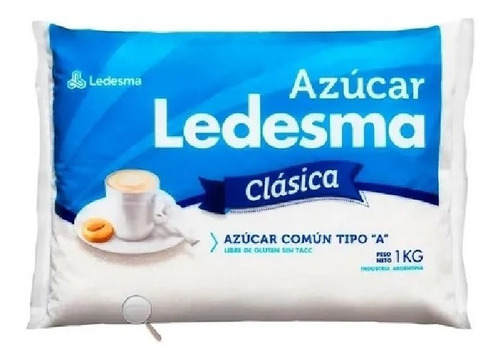 Ledesma
Azúcar
Ledesma
Clásica
AZÚCAR COMÚN TIPO "A"
LIBRE DE GLUTEN SIN TACC
PESO
NETO 1KG
INDUSTRIA ARGENTINA